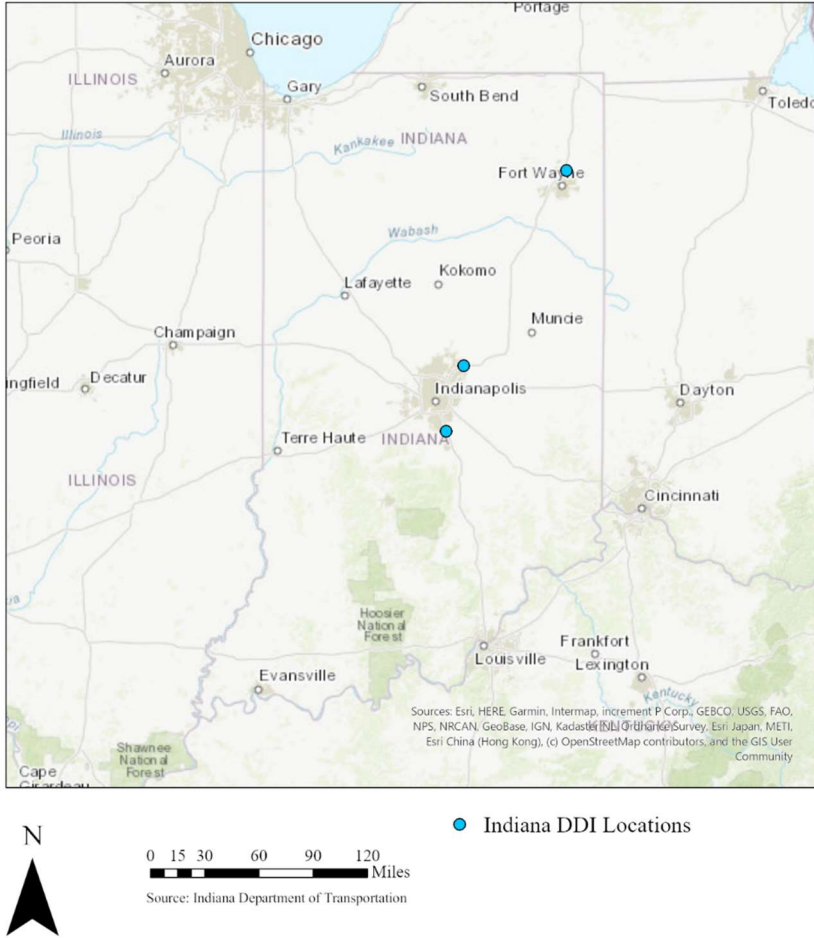 Portage
Chicago
Aurora
ILLINOIS
Gary
South Bend
Toledo
Illinois
Kankakee
INDIANA
Fort Wayne
Peoria
Wabash
Lafayette
Kokomo
Muncie
Champaign
ingfield
Decatur
Indianapolis
Dayton
Terre Haute
INDIANA
ILLINOIS
Cincinnati
Hoosier
National
Forest
Louisville
Frankfort
Lexington
Evansville
Kentucky
KENTUCKY
Sources: Esri, HERE, Garmin, Intermap, increment P Corp., GEBCO, USGS, FAO,
NPS, NRCAN, GeoBase, IGN, Kadaster NL, Ordnance Survey, Esri Japan, METI,
Esri China (Hong Kong), (c) OpenStreetMap contributors, and the GIS User
Community
Shawnee
National
Forest
Cape
Girardeau
N
Indiana DDI Locations
0 15 30 60 90 120
Miles
Source: Indiana Department of Transportation